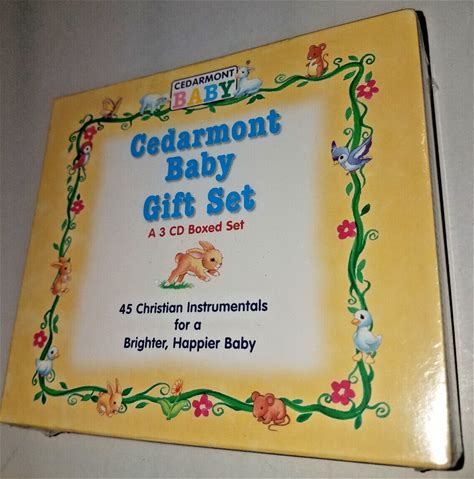 CEDARMONT
BABY
Cedarmont
Baby
Gift Set
A 3 CD Boxed Set
45 Christian Instrumentals
for a
Brighter, Happier Baby